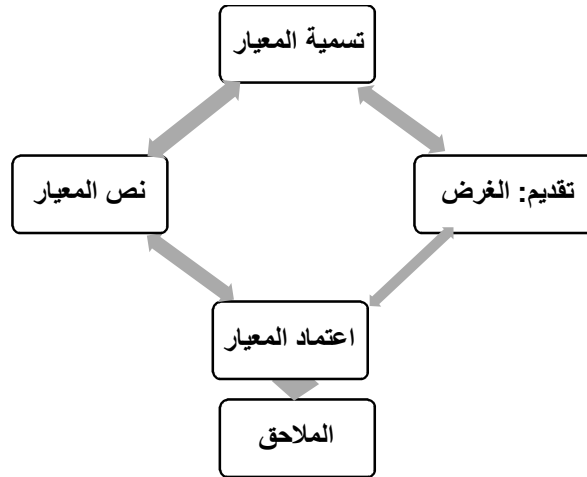 تسمية المعيار
تقديم: الغرض
نص المعيار
اعتماد المعيار
الملاحق